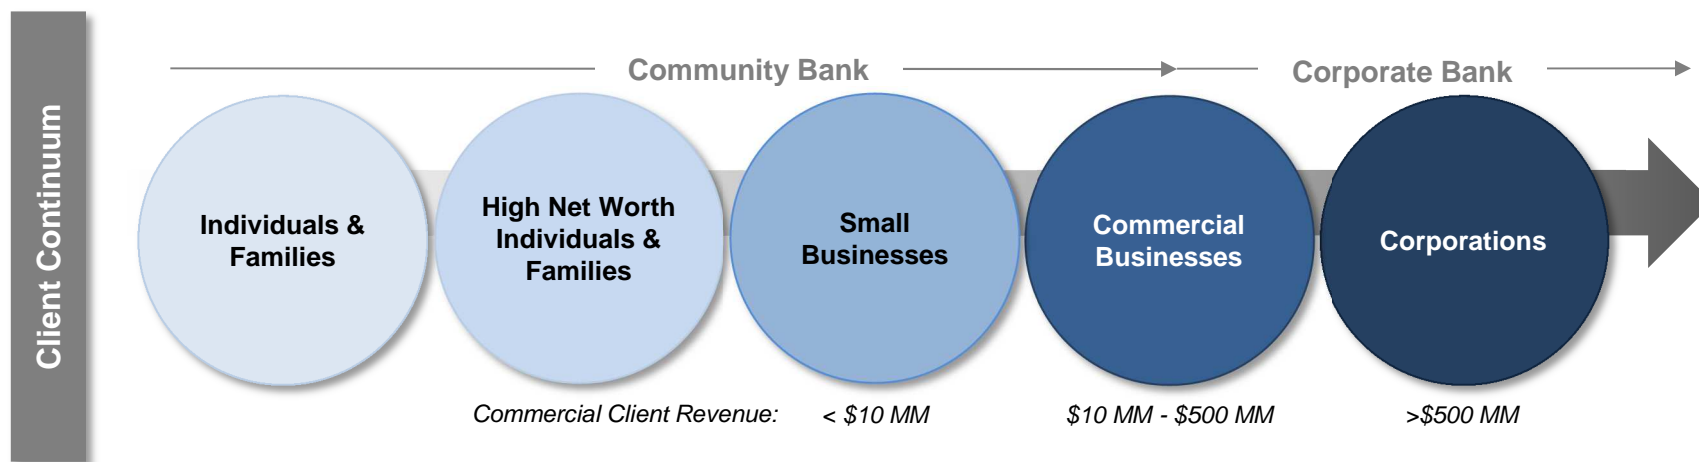 Client Continuum
Community Bank
Corporate Bank
Individuals &
Families
High Net Worth
Individuals &
Families
Small
Businesses
Commercial
Businesses
Corporations
Commercial Client Revenue:
< $10 MM
$10 MM - $500 MM
>$500 MM